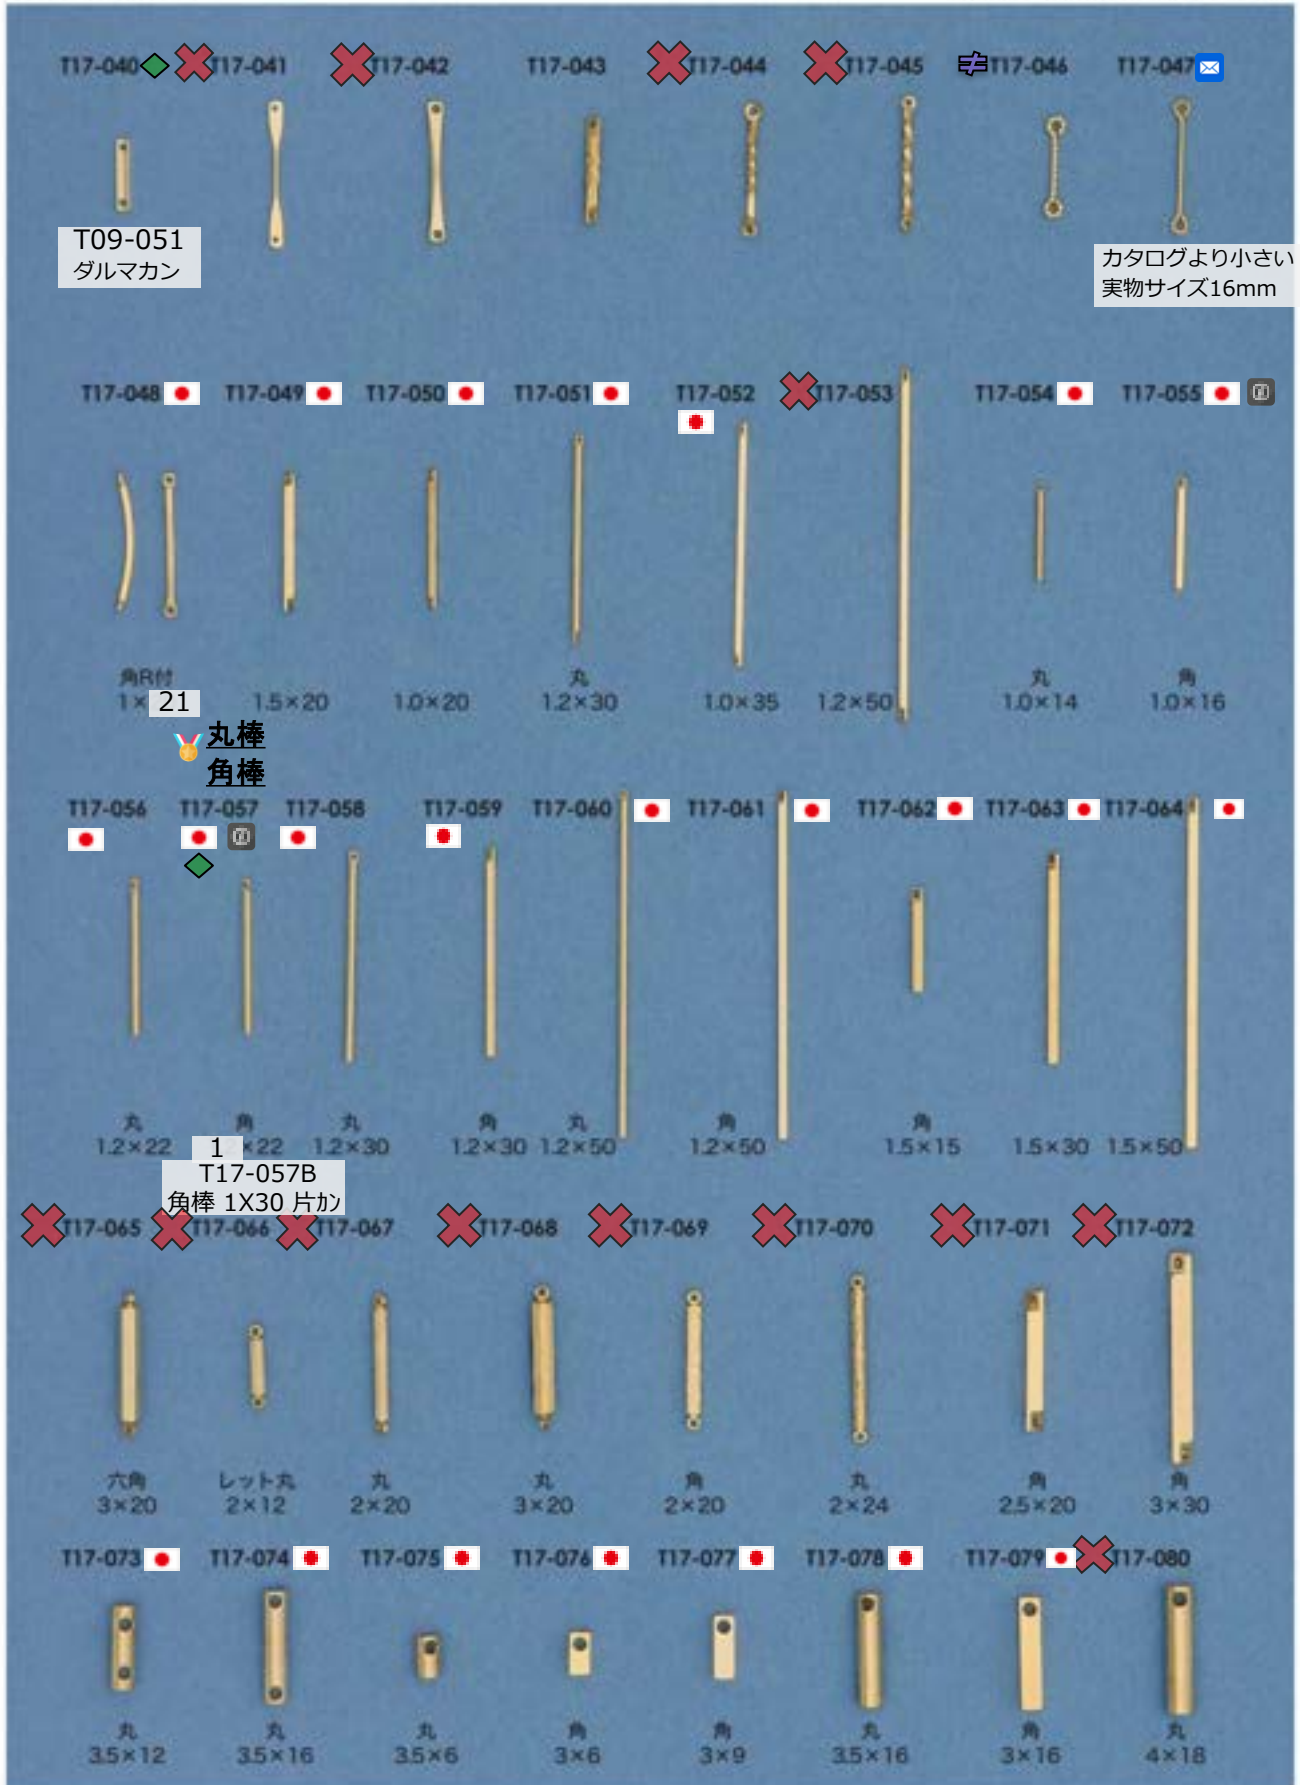 T17-040 T17-041 T17-042 T17-043 T17-044 T17-045 T17-046 T17-047
T09-051
ダルマカン
カタログより小さい
実物サイズ16mm
T17-048 T17-049 T17-050 T17-051 T17-052 T17-053 T17-054 T17-055
角R付 丸 丸 角
1× 21 1.5×20 1.0×20 1.2×30 1.0×35 1.2×50 1.0×14 1.0×16
丸棒
角棒
T17-056 T17-057 T17-058 T17-059 T17-060 T17-061 T17-062 T17-063 T17-064
丸 角 丸 角 丸 角 角
1.2×22 1 ×22 1.2×30 1.2×30 1.2×50 1.2×50 1.5×15 1.5×30 1.5×50
T17-057B
角棒 1X30 片カン
T17-065 T17-066 T17-067 T17-068 T17-069 T17-070 T17-071 T17-072
六角 レット丸 丸 丸 角 丸 角 角
3×20 2×12 2×20 3×20 2×20 2×24 2.5×20 3×30
T17-073 T17-074 T17-075 T17-076 T17-077 T17-078 T17-079 T17-080
丸 丸 丸 角 角 丸 角 丸
3.5×12 3.5×16 3.5×6 3×6 3×9 3.5×16 3×16 4×18